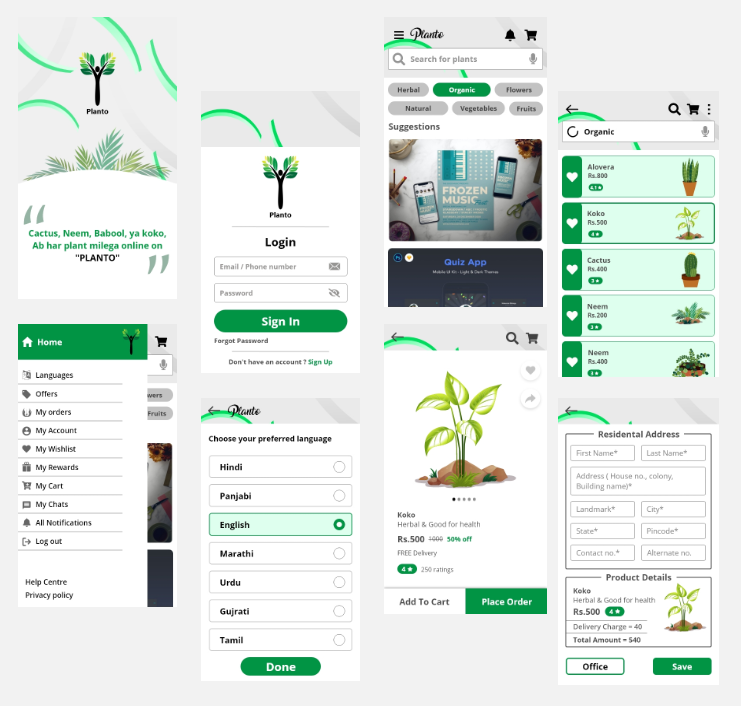 Planto
Cactus, Neem, Babool, ya koko,
Ab har plant milega online on
"PLANTO"
Home
Languages
Offers
My orders
My Account
My Wishlist
My Rewards
My Cart
My Chats
All Notifications
Log out
Help Centre
Privacy policy
vers
Fruits
Planto
Login
Email / Phone number
Password
Sign In
Forgot Password
Don't have an account ? Sign Up
Planto
Choose your preferred language
Hindi
Panjabi
English
Marathi
Urdu
Gujrati
Tamil
Done
Planto
Search for plants
Herbal
Organic
Flowers
Natural
Vegetables
Fruits
Suggestions
FROZEN
MUSIC
Quiz App
Mobile UI Kit - Light & Dark Themes
Koko
Herbal & Good for health
Rs.500 1000 50% off
FREE Delivery
4 ★ 250 ratings
Add To Cart
Place Order
Organic
Alovera
Rs.800
4.1 ★
Koko
Rs.500
4 ★
Cactus
Rs.400
3 ★
Neem
Rs.200
3 ★
Neem
Rs.400
Residental Address
First Name*
Last Name*
Address ( House no., colony,
Building name)*
Landmark*
City*
State*
Pincode*
Contact no.*
Alternate no.
Product Details
Koko
Herbal & Good for health
Rs.500 4 ★
Delivery Charge = 40
Total Amount = 540
Office
Save